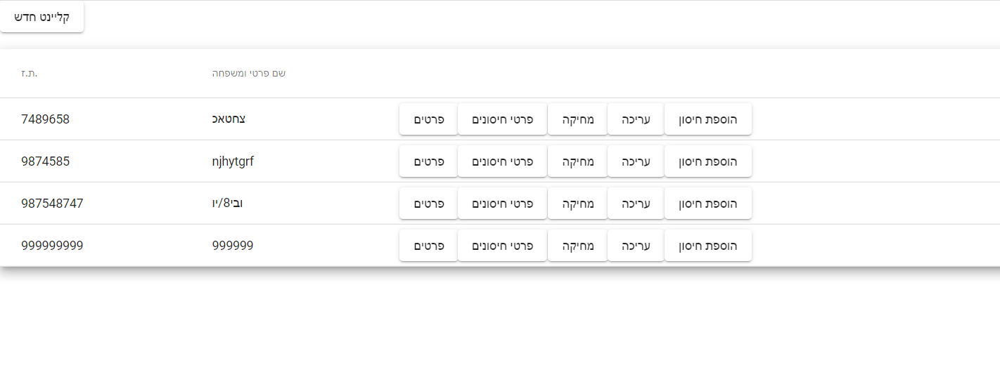 קליינט חדש
ת.ז. שם פרטי ומשפחה
7489658 צחטאכ פרטים פרטי חיסונים מחיקה עריכה הוספת חיסון
9874585 njhytgrf פרטים פרטי חיסונים מחיקה עריכה הוספת חיסון
987548747 ובי8/יו פרטים פרטי חיסונים מחיקה עריכה הוספת חיסון
999999999 999999 פרטים פרטי חיסונים מחיקה עריכה הוספת חיסון